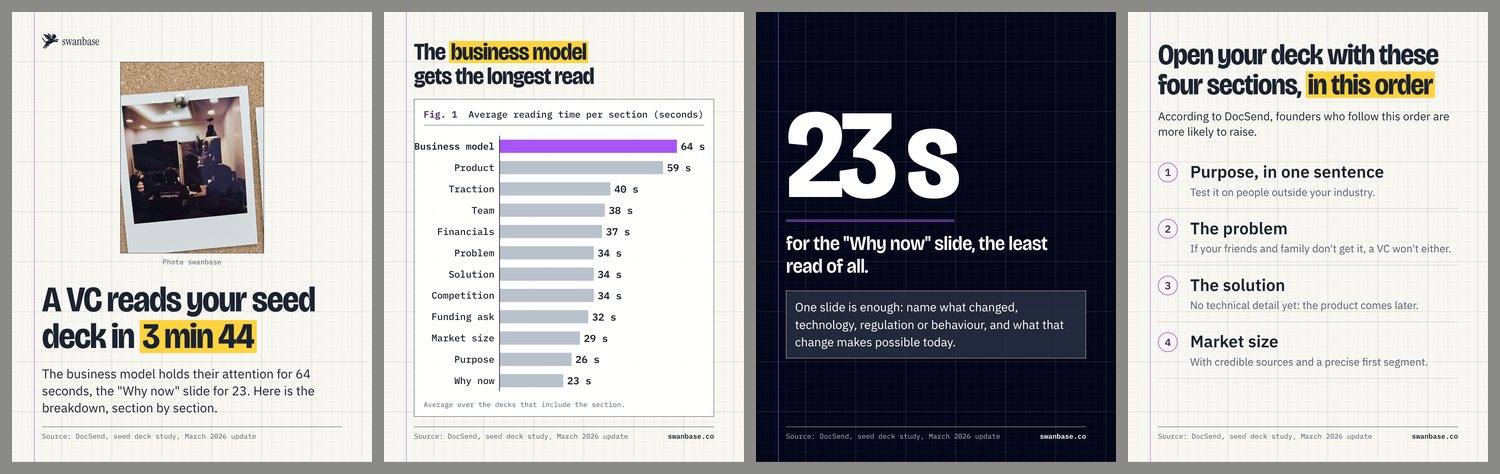 swanbase
Photo swanbase
A VC reads your seed
deck in 3 min 44
The business model holds their attention for 64
seconds, the "Why now" slide for 23. Here is the
breakdown, section by section.
Source: DocSend, seed deck study, March 2026 update
The business model
gets the longest read
Fig. 1 Average reading time per section (seconds)
Business model 64 s
Product 59 s
Traction 40 s
Team 38 s
Financials 37 s
Problem 34 s
Solution 34 s
Competition 34 s
Funding ask 32 s
Market size 29 s
Purpose 26 s
Why now 23 s
Average over the decks that include the section.
Source: DocSend, seed deck study, March 2026 update swanbase.co
23 s
for the "Why now" slide, the least
read of all.
One slide is enough: name what changed,
technology, regulation or behaviour, and what that
change makes possible today.
Source: DocSend, seed deck study, March 2026 update swanbase.co
Open your deck with these
four sections, in this order
According to DocSend, founders who follow this order are
more likely to raise.
1 Purpose, in one sentence
Test it on people outside your industry.
2 The problem
If your friends and family don't get it, a VC won't either.
3 The solution
No technical detail yet: the product comes later.
4 Market size
With credible sources and a precise first segment.
Source: DocSend, seed deck study, March 2026 update swanbase.co